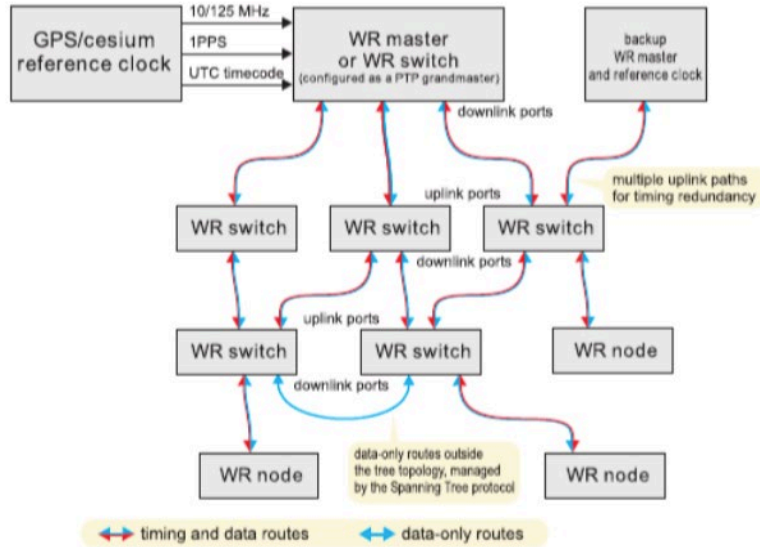 GPS/cesium
reference clock
10/125 MHz
1PPS
UTC timecode
WR master
or WR switch
(configured as a PTP grandmaster)
backup
WR master
and reference clock
downlink ports
multiple uplink paths
for timing redundancy
uplink ports
WR switch
WR switch
WR switch
downlink ports
uplink ports
WR switch
WR switch
WR node
downlink ports
data-only routes outside
the tree topology, managed
by the Spanning Tree protocol
WR node
WR node
timing and data routes
data-only routes